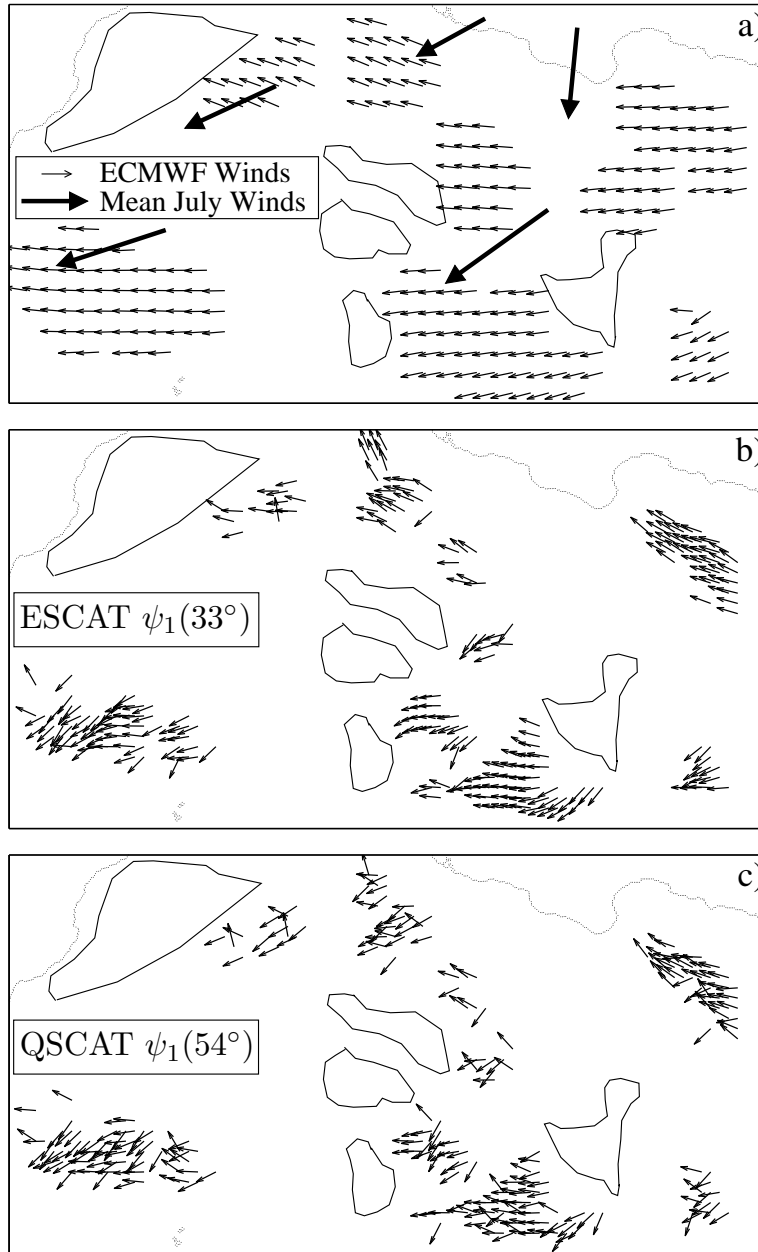 a)
ECMWF Winds
Mean July Winds
b)
ESCAT ψ₁(33°)
c)
QSCAT ψ₁(54°)